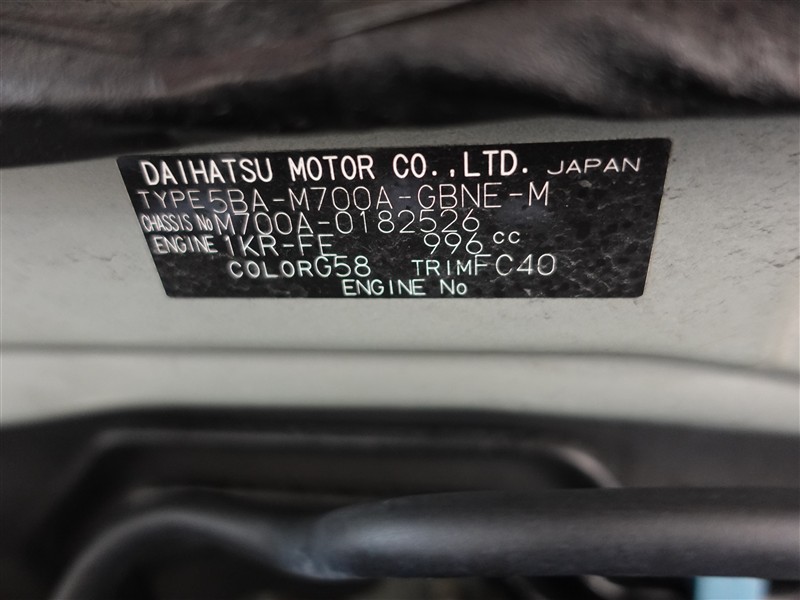 DAIHATSU MOTOR CO.,LTD. JAPAN
TYPE 5BA-M700A-GBNE-M
CHASSIS No M700A-0182526
ENGINE 1KR-FE 996 cc
COLOR G58 TRIM FC40
ENGINE No